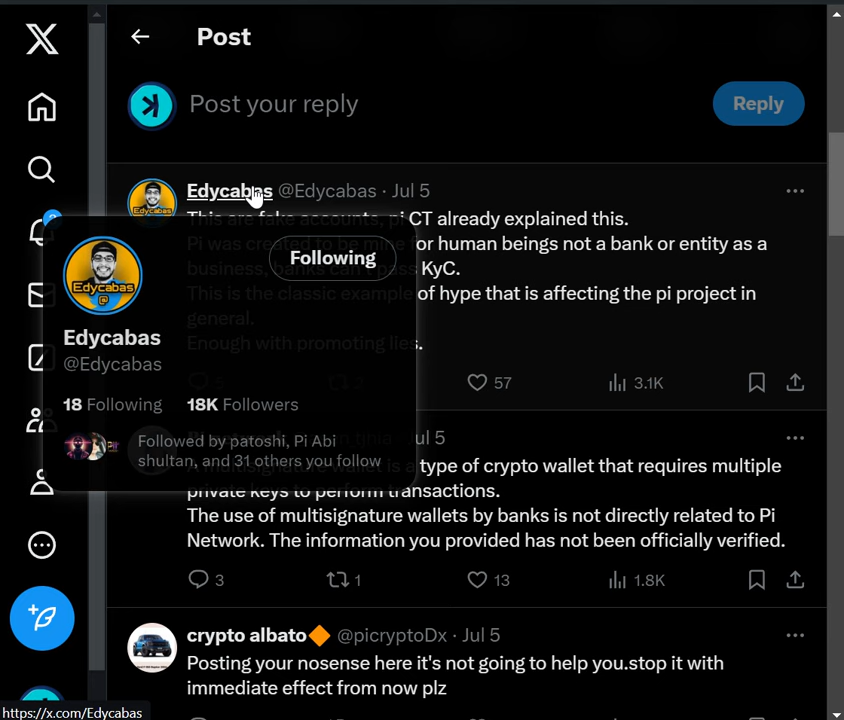 Post
Post your reply
Reply
Edycabas @Edycabas · Jul 5
This are fake accounts, pi CT already explained this.
Pi was created to be mine for human beings not a bank or entity as a
business, banks can't pass KyC.
This is the classic example of hype that is affecting the pi project in
general.
Enough with promoting lies.
57
3.1K
Following
Edycabas
@Edycabas
18 Following 18K Followers
Followed by patoshi, Pi Abi
shultan, and 31 others you follow
Jul 5
is a type of crypto wallet that requires multiple
private keys to perform transactions.
The use of multisignature wallets by banks is not directly related to Pi
Network. The information you provided has not been officially verified.
3
1
13
1.8K
crypto albato🔶 @picryptoDx · Jul 5
Posting your nosense here it's not going to help you.stop it with
immediate effect from now plz
https://x.com/Edycabas